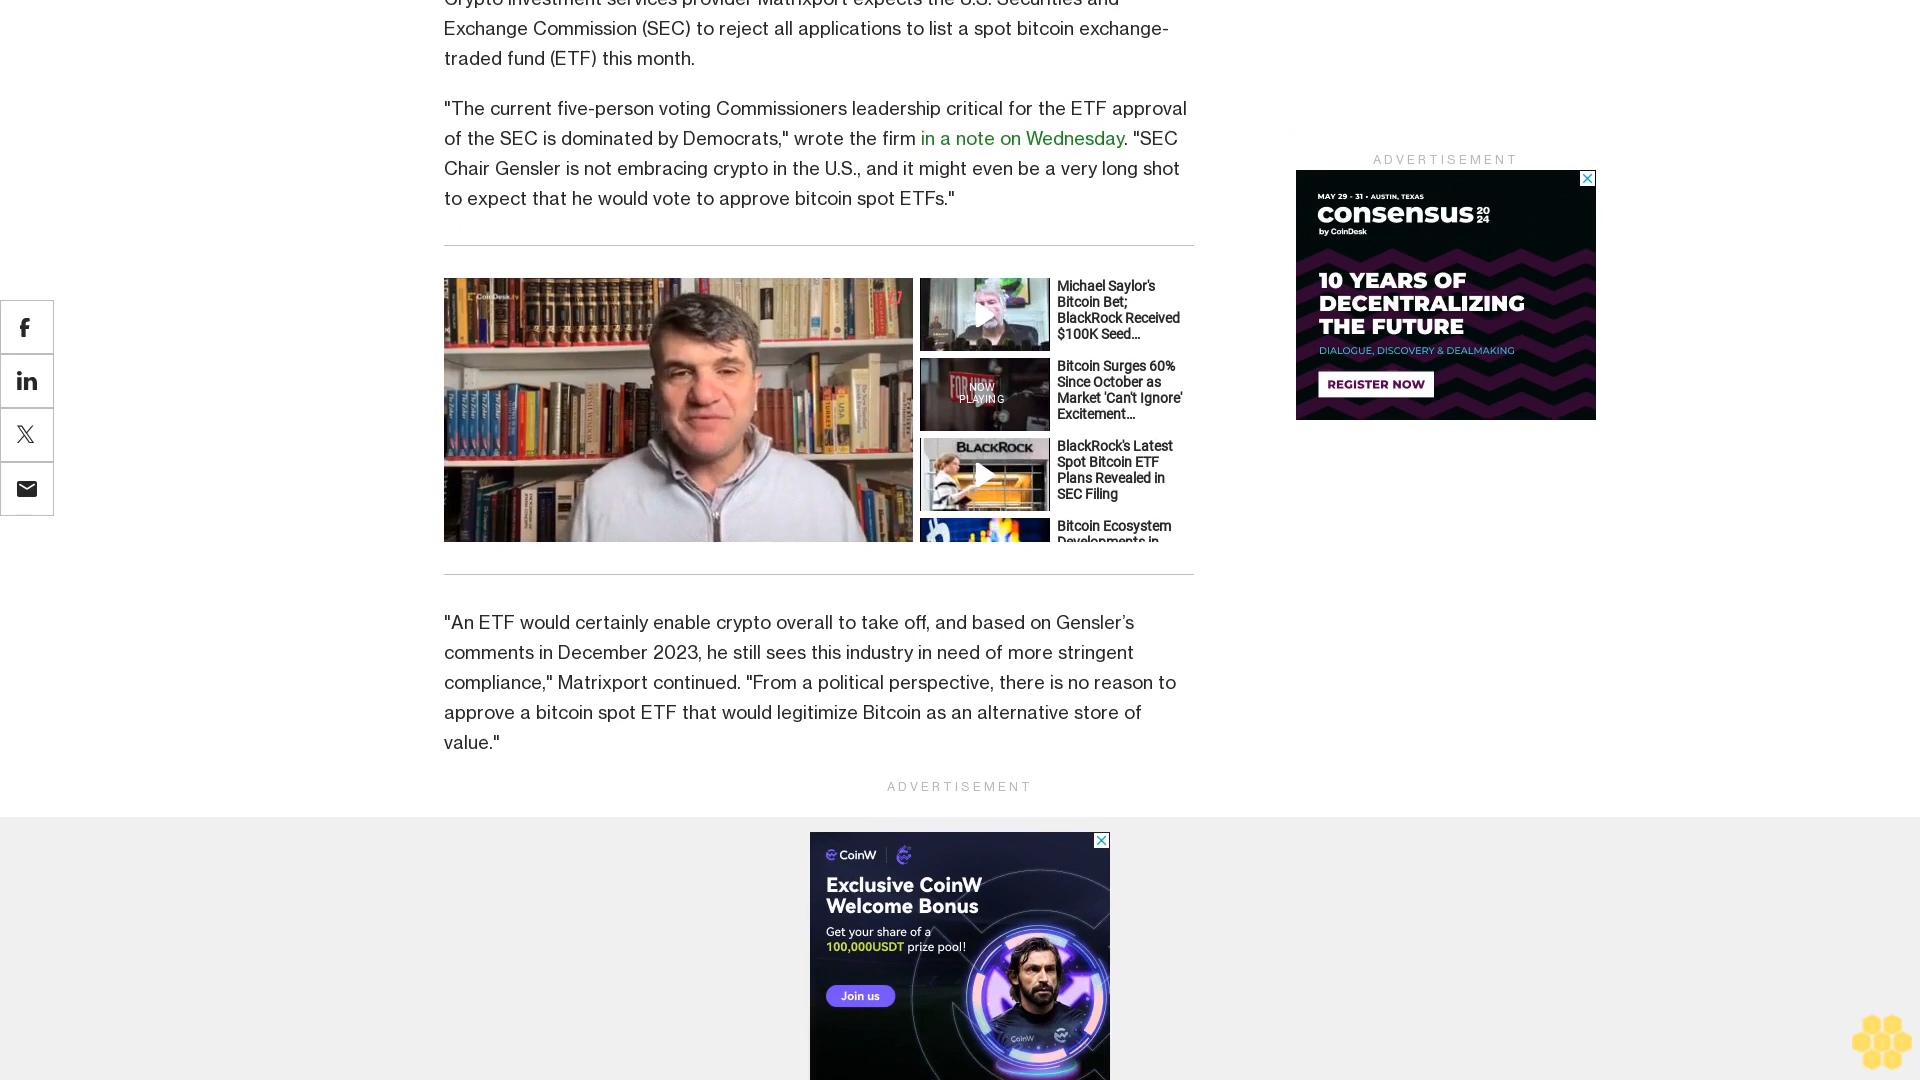 Crypto investment services provider Matrixport expects the U.S. Securities and
Exchange Commission (SEC) to reject all applications to list a spot bitcoin exchange-
traded fund (ETF) this month.
"The current five-person voting Commissioners leadership critical for the ETF approval
of the SEC is dominated by Democrats," wrote the firm in a note on Wednesday. "SEC
Chair Gensler is not embracing crypto in the U.S., and it might even be a very long shot
to expect that he would vote to approve bitcoin spot ETFs."
CoinDesk.tv
Michael Saylor's
Bitcoin Bet;
BlackRock Received
$100K Seed...
NOW
PLAYING
Bitcoin Surges 60%
Since October as
Market 'Can't Ignore'
Excitement...
BLACKROCK
BlackRock's Latest
Spot Bitcoin ETF
Plans Revealed in
SEC Filing
Bitcoin Ecosystem
Developments in
"An ETF would certainly enable crypto overall to take off, and based on Gensler’s
comments in December 2023, he still sees this industry in need of more stringent
compliance," Matrixport continued. "From a political perspective, there is no reason to
approve a bitcoin spot ETF that would legitimize Bitcoin as an alternative store of
value."
ADVERTISEMENT
MAY 29 - 31 • AUSTIN, TEXAS
consensus 2024
by CoinDesk
10 YEARS OF
DECENTRALIZING
THE FUTURE
DIALOGUE, DISCOVERY & DEALMAKING
REGISTER NOW
ADVERTISEMENT
CoinW
Exclusive CoinW
Welcome Bonus
Get your share of a
100,000USDT prize pool!
Join us
CoinW